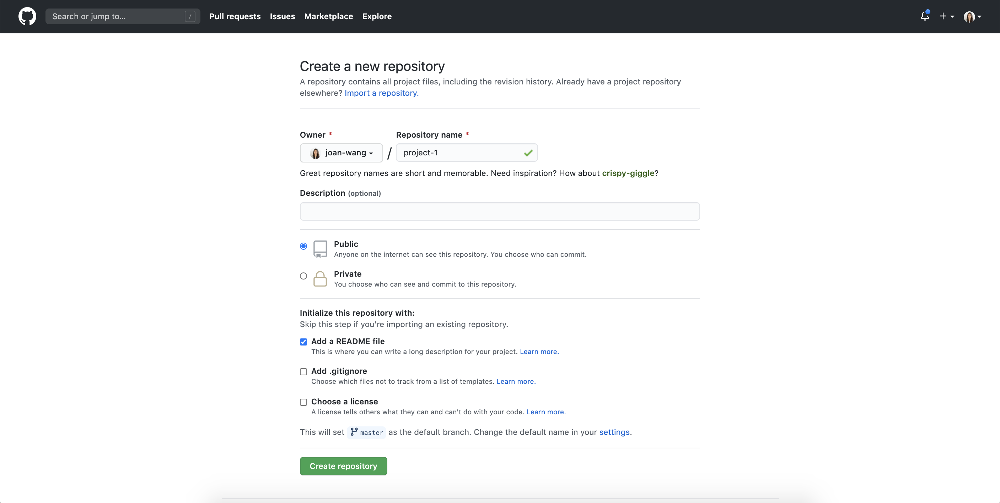 Search or jump to... /
Pull requests Issues Marketplace Explore
Create a new repository
A repository contains all project files, including the revision history. Already have a project repository
elsewhere? Import a repository.
Owner * Repository name *
joan-wang / project-1
Great repository names are short and memorable. Need inspiration? How about crispy-giggle?
Description (optional)
Public
Anyone on the internet can see this repository. You choose who can commit.
Private
You choose who can see and commit to this repository.
Initialize this repository with:
Skip this step if you’re importing an existing repository.
Add a README file
This is where you can write a long description for your project. Learn more.
Add .gitignore
Choose which files not to track from a list of templates. Learn more.
Choose a license
A license tells others what they can and can't do with your code. Learn more.
This will set master as the default branch. Change the default name in your settings.
Create repository